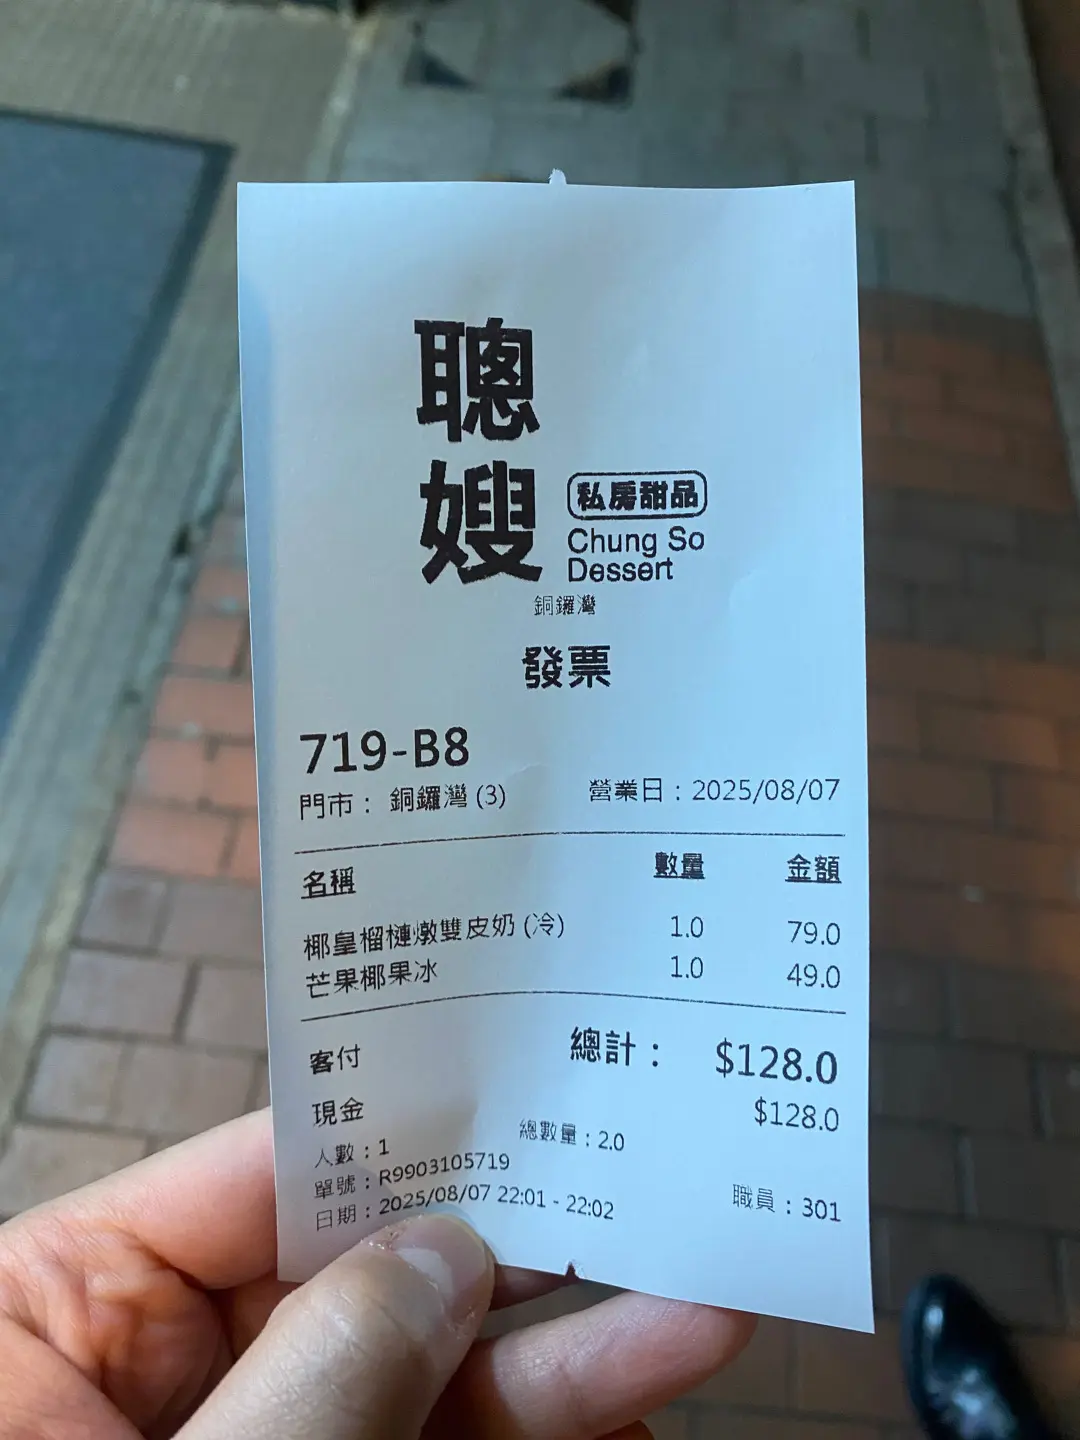 聰嫂
私房甜品
Chung So
Dessert
銅鑼灣
發票
719-B8
門市： 銅鑼灣 (3) 營業日：2025/08/07
名稱 數量 金額
椰皇榴槤燉雙皮奶 (冷) 1.0 79.0
芒果椰果冰 1.0 49.0
客付 總計： $128.0
現金 $128.0
人數：1 總數量：2.0
單號：R9903105719
日期：2025/08/07 22:01 - 22:02 職員：301